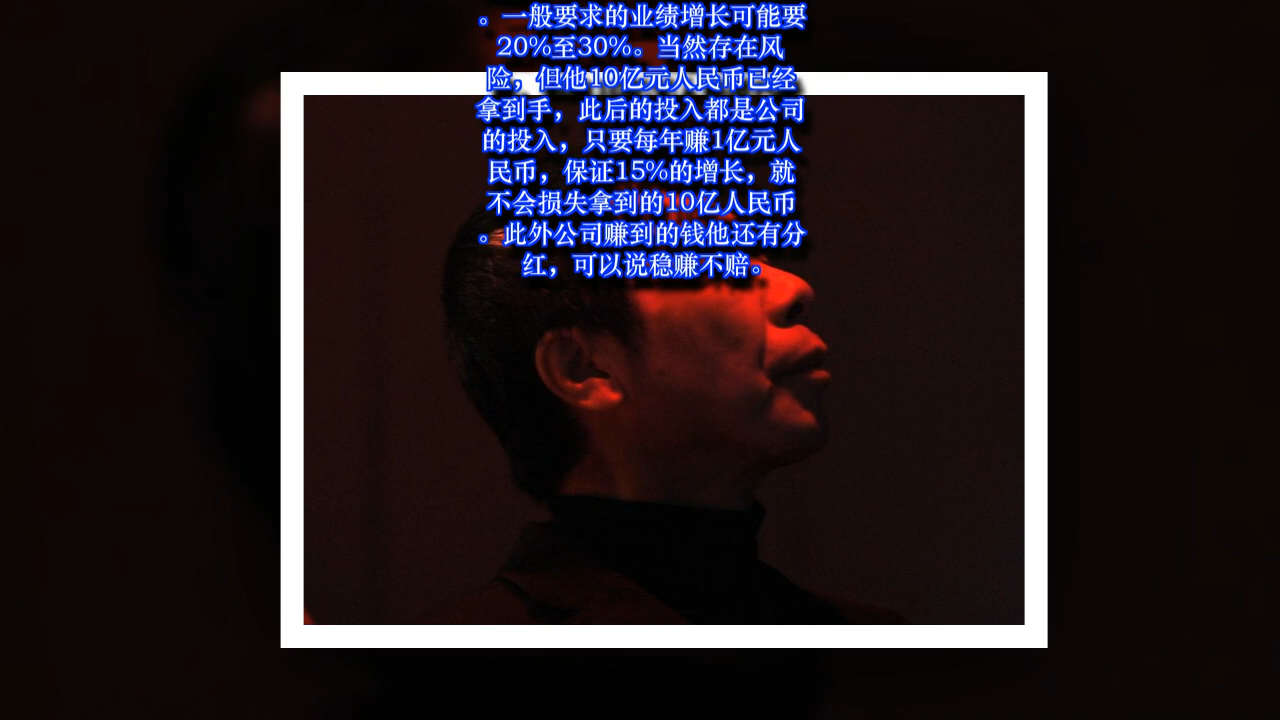 。一般要求的业绩增长可能要
20%至30%。当然存在风
险，但他10亿元人民币已经
拿到手，此后的投入都是公司
的投入，只要每年赚1亿元人
民币，保证15%的增长，就
不会损失拿到的10亿人民币
。此外公司赚到的钱他还有分
红，可以说稳赚不赔。